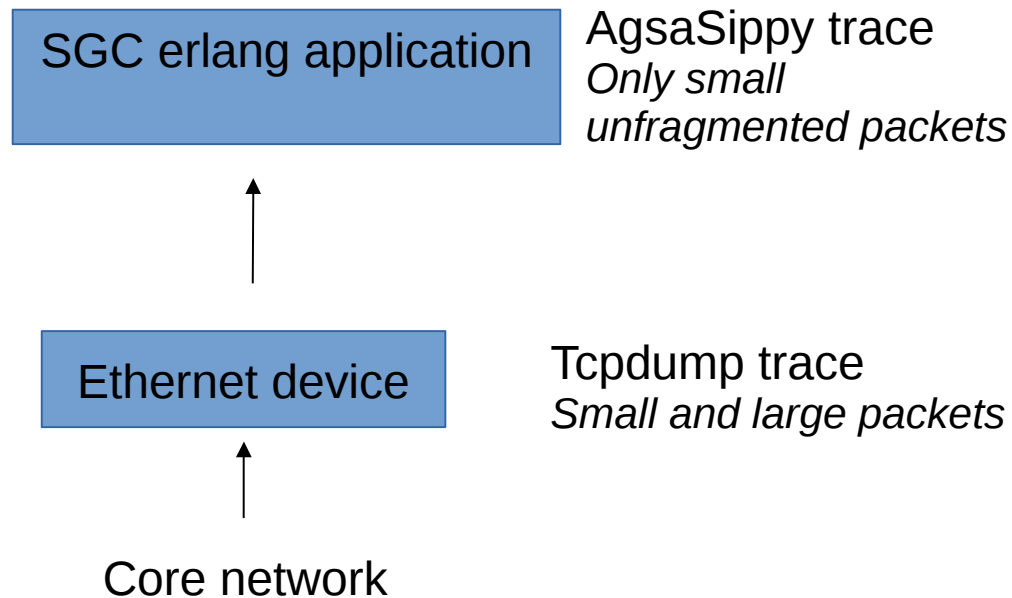 SGC erlang application
AgsaSippy trace
Only small
unfragmented packets
Ethernet device
Tcpdump trace
Small and large packets
Core network